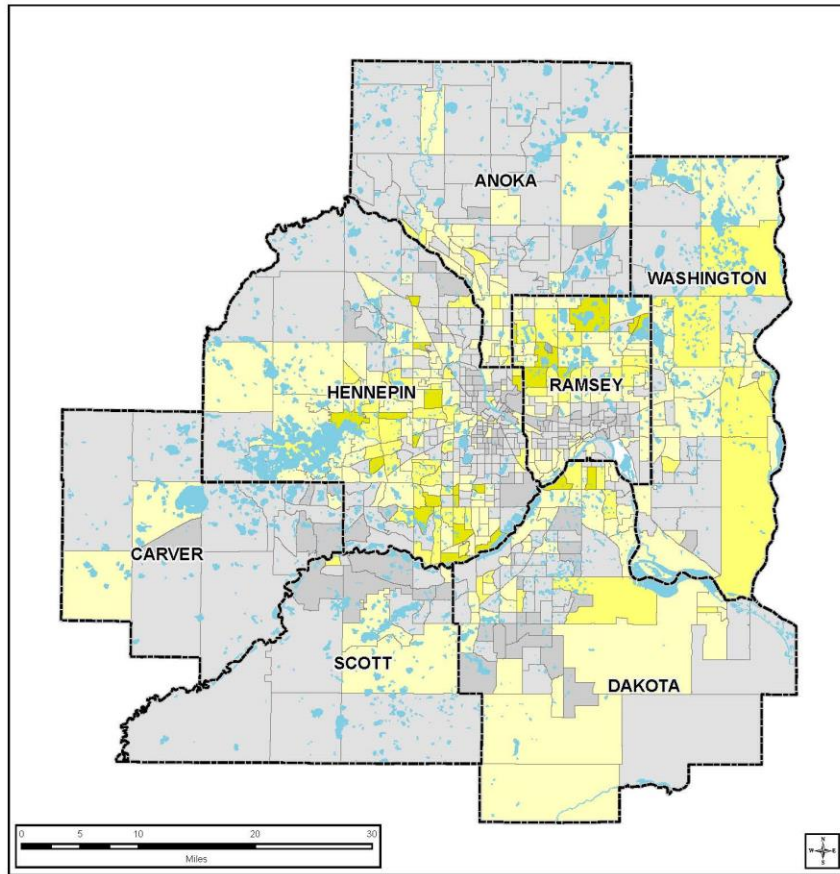 ANOKA
WASHINGTON
HENNEPIN
RAMSEY
CARVER
SCOTT
DAKOTA
0 5 10 20 30
Miles
N
W E
S